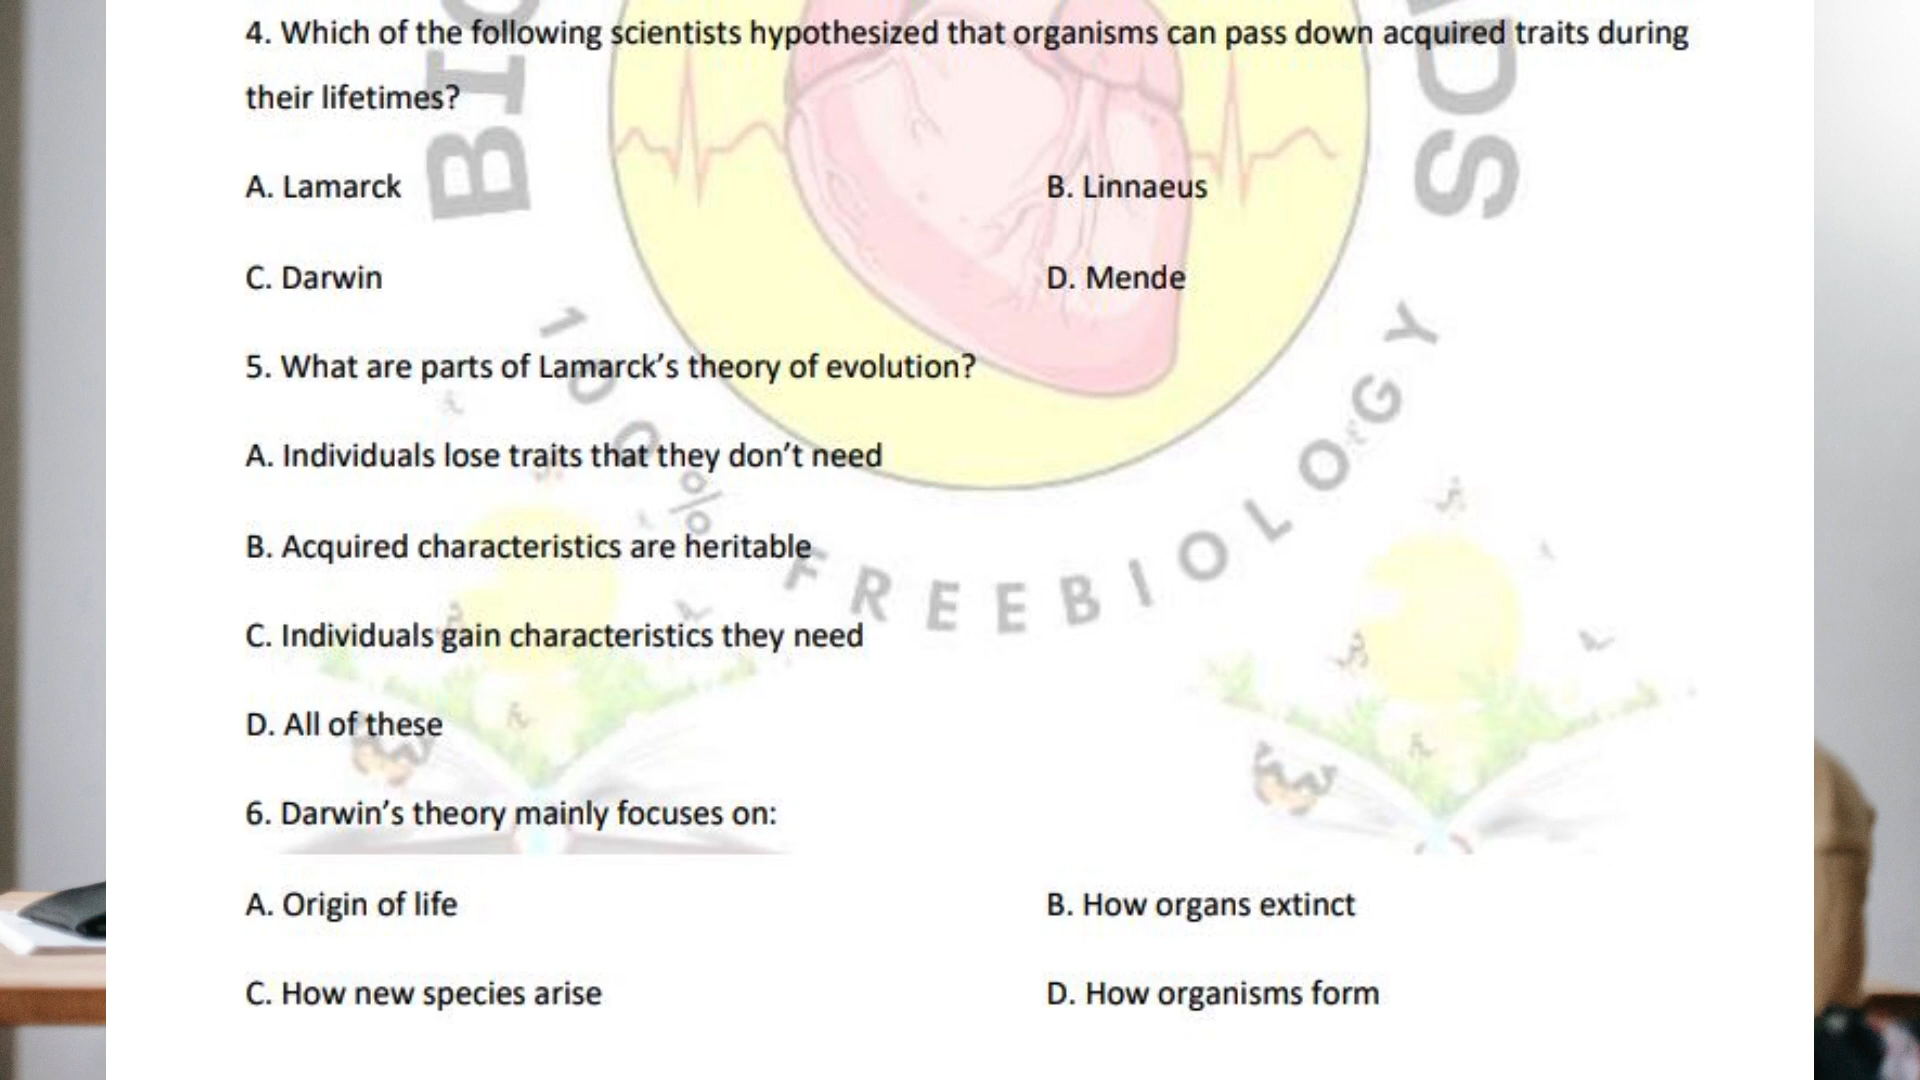 4. Which of the following scientists hypothesized that organisms can pass down acquired traits during
their lifetimes?
A. Lamarck
B. Linnaeus
C. Darwin
D. Mende
5. What are parts of Lamarck’s theory of evolution?
A. Individuals lose traits that they don’t need
B. Acquired characteristics are heritable
C. Individuals gain characteristics they need
D. All of these
6. Darwin’s theory mainly focuses on:
A. Origin of life
B. How organs extinct
C. How new species arise
D. How organisms form
100% FREEBIOLOGY